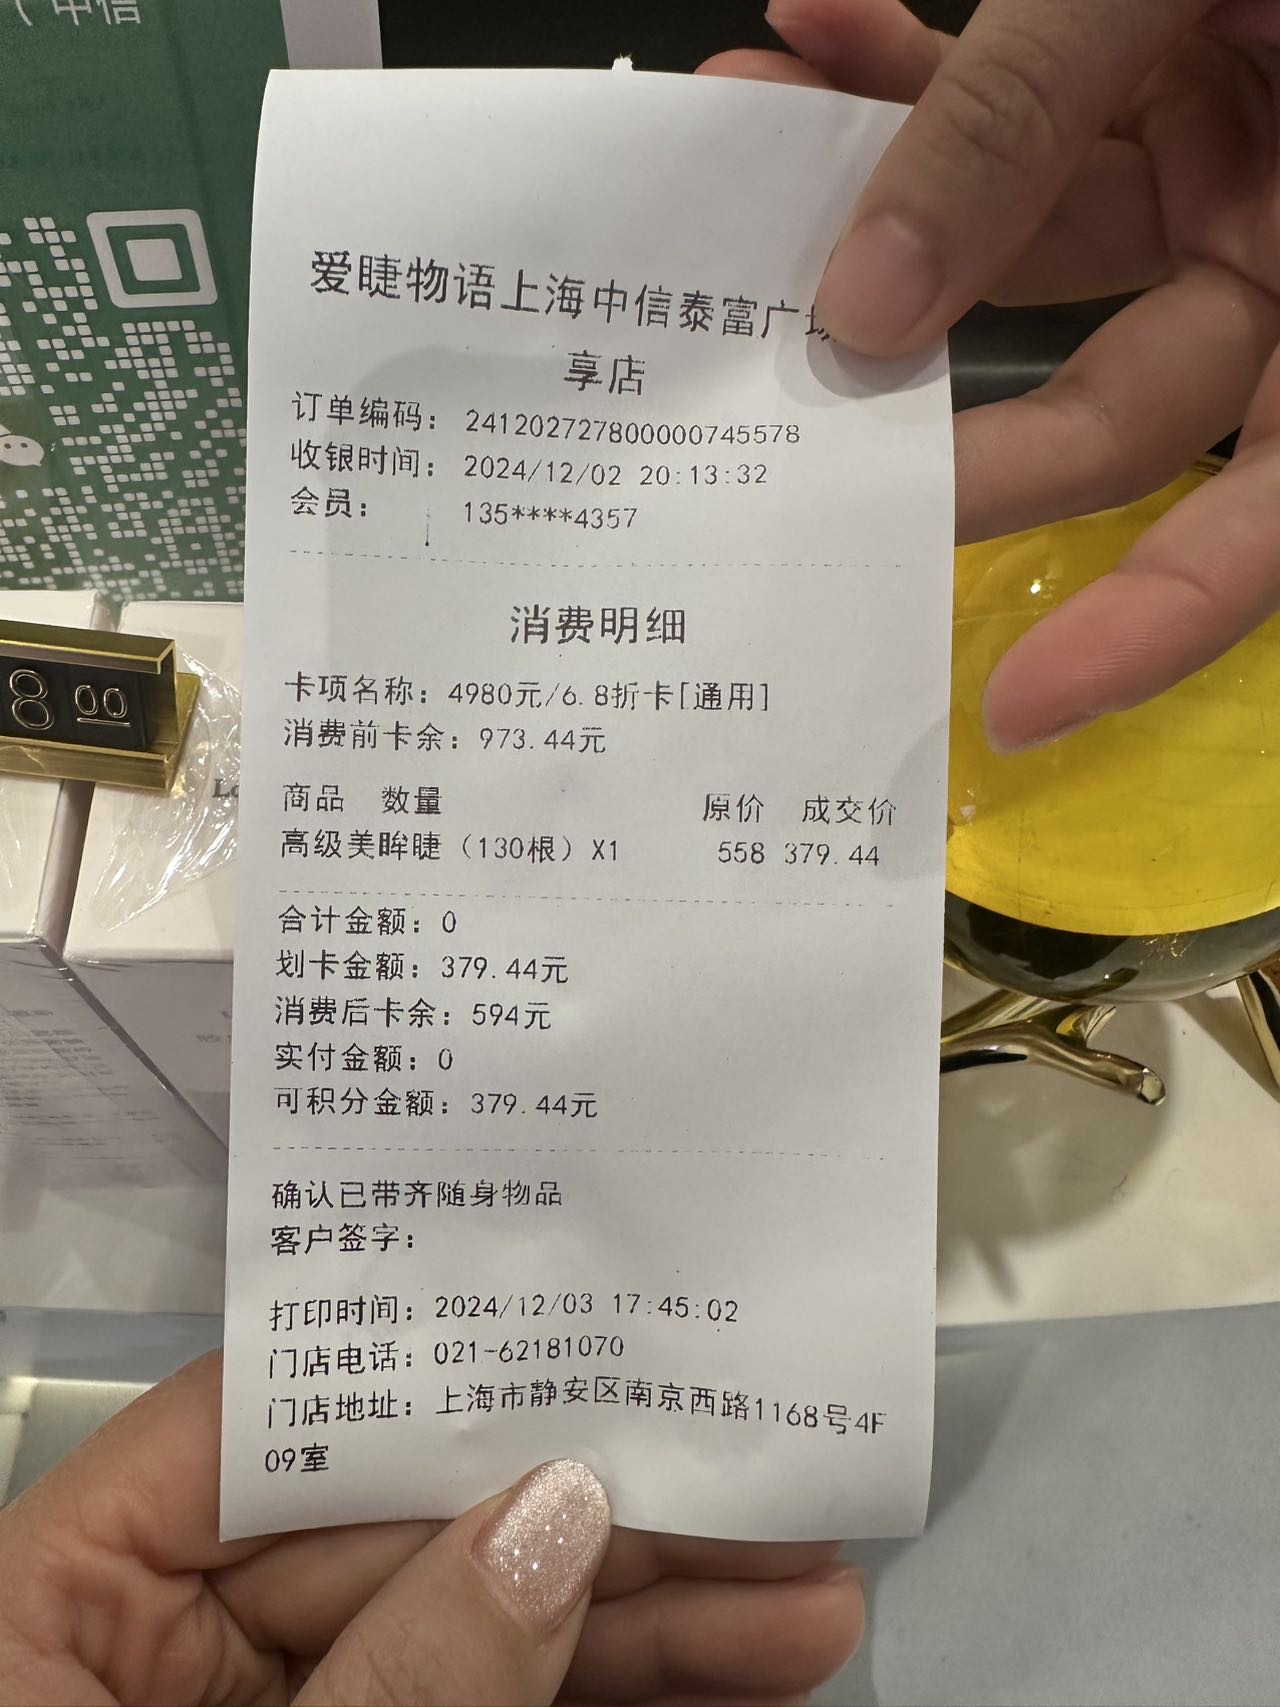 中信
爱睫物语上海中信泰富广场
享店
订单编码： 241202727800000745578
收银时间： 2024/12/02 20:13:32
会员： 135****4357
消费明细
卡项名称：4980元/6.8折卡[通用]
消费前卡余：973.44元
商品 数量 原价 成交价
高级美眸睫（130根）X1 558 379.44
合计金额：0
划卡金额：379.44元
消费后卡余：594元
实付金额：0
可积分金额：379.44元
确认已带齐随身物品
客户签字：
打印时间：2024/12/03 17:45:02
门店电话：021-62181070
门店地址：上海市静安区南京西路1168号4F
09室
8 00